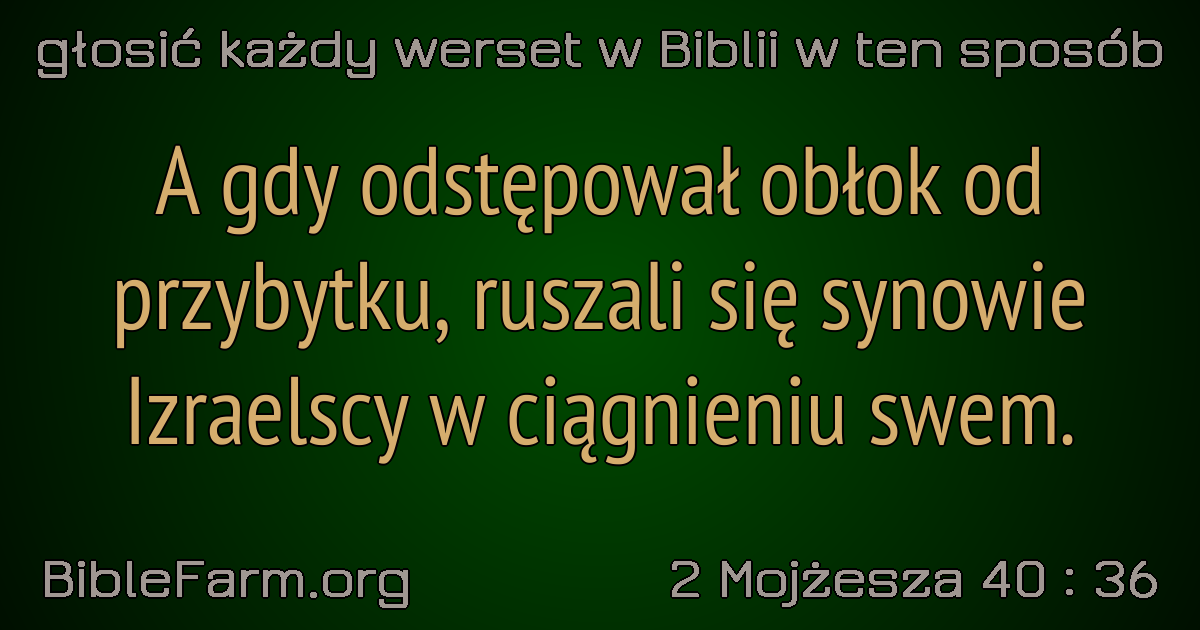 głosić każdy werset w Biblii w ten sposób
A gdy odstępował obłok od
przybytku, ruszali się synowie
Izraelscy w ciągnieniu swem.
BibleFarm.org
2 Mojżesza 40 : 36